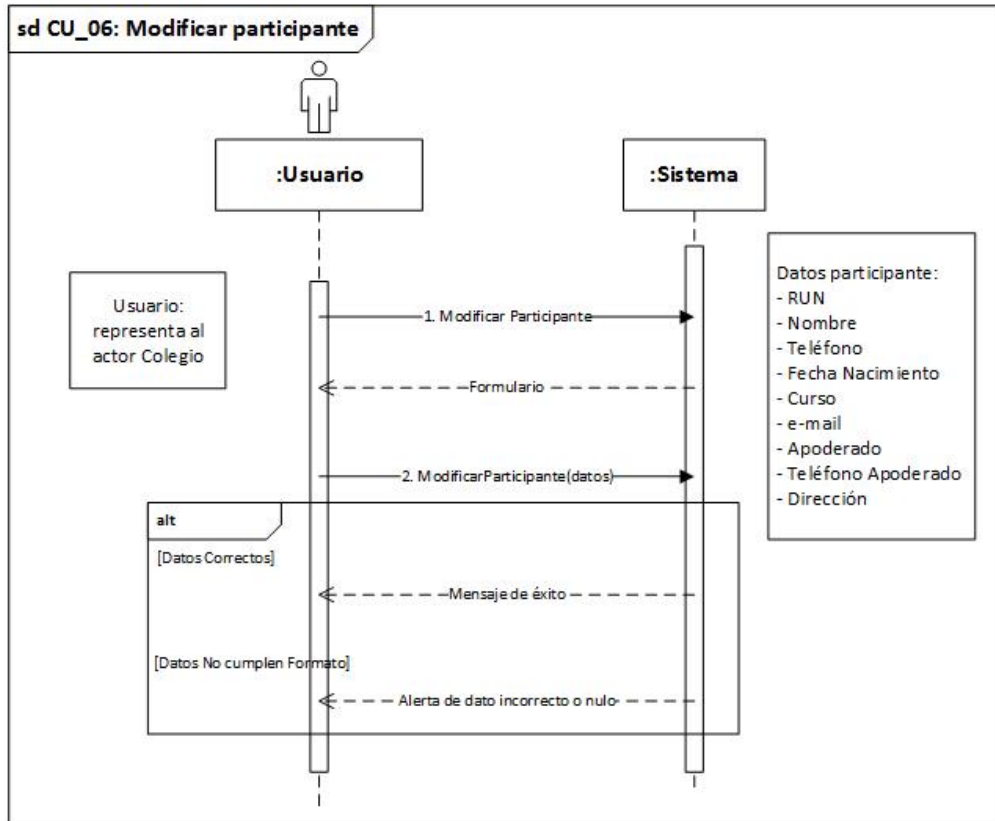 sd CU_06: Modificar participante
:Usuario
:Sistema
Usuario:
representa al
actor Colegio
Datos participante:
- RUN
- Nombre
- Teléfono
- Fecha Nacimiento
- Curso
- e-mail
- Apoderado
- Teléfono Apoderado
- Dirección
1. Modificar Participante
Formulario
2. ModificarParticipante(datos)
alt
[Datos Correctos]
Mensaje de éxito
[Datos No cumplen Formato]
Alerta de dato incorrecto o nulo